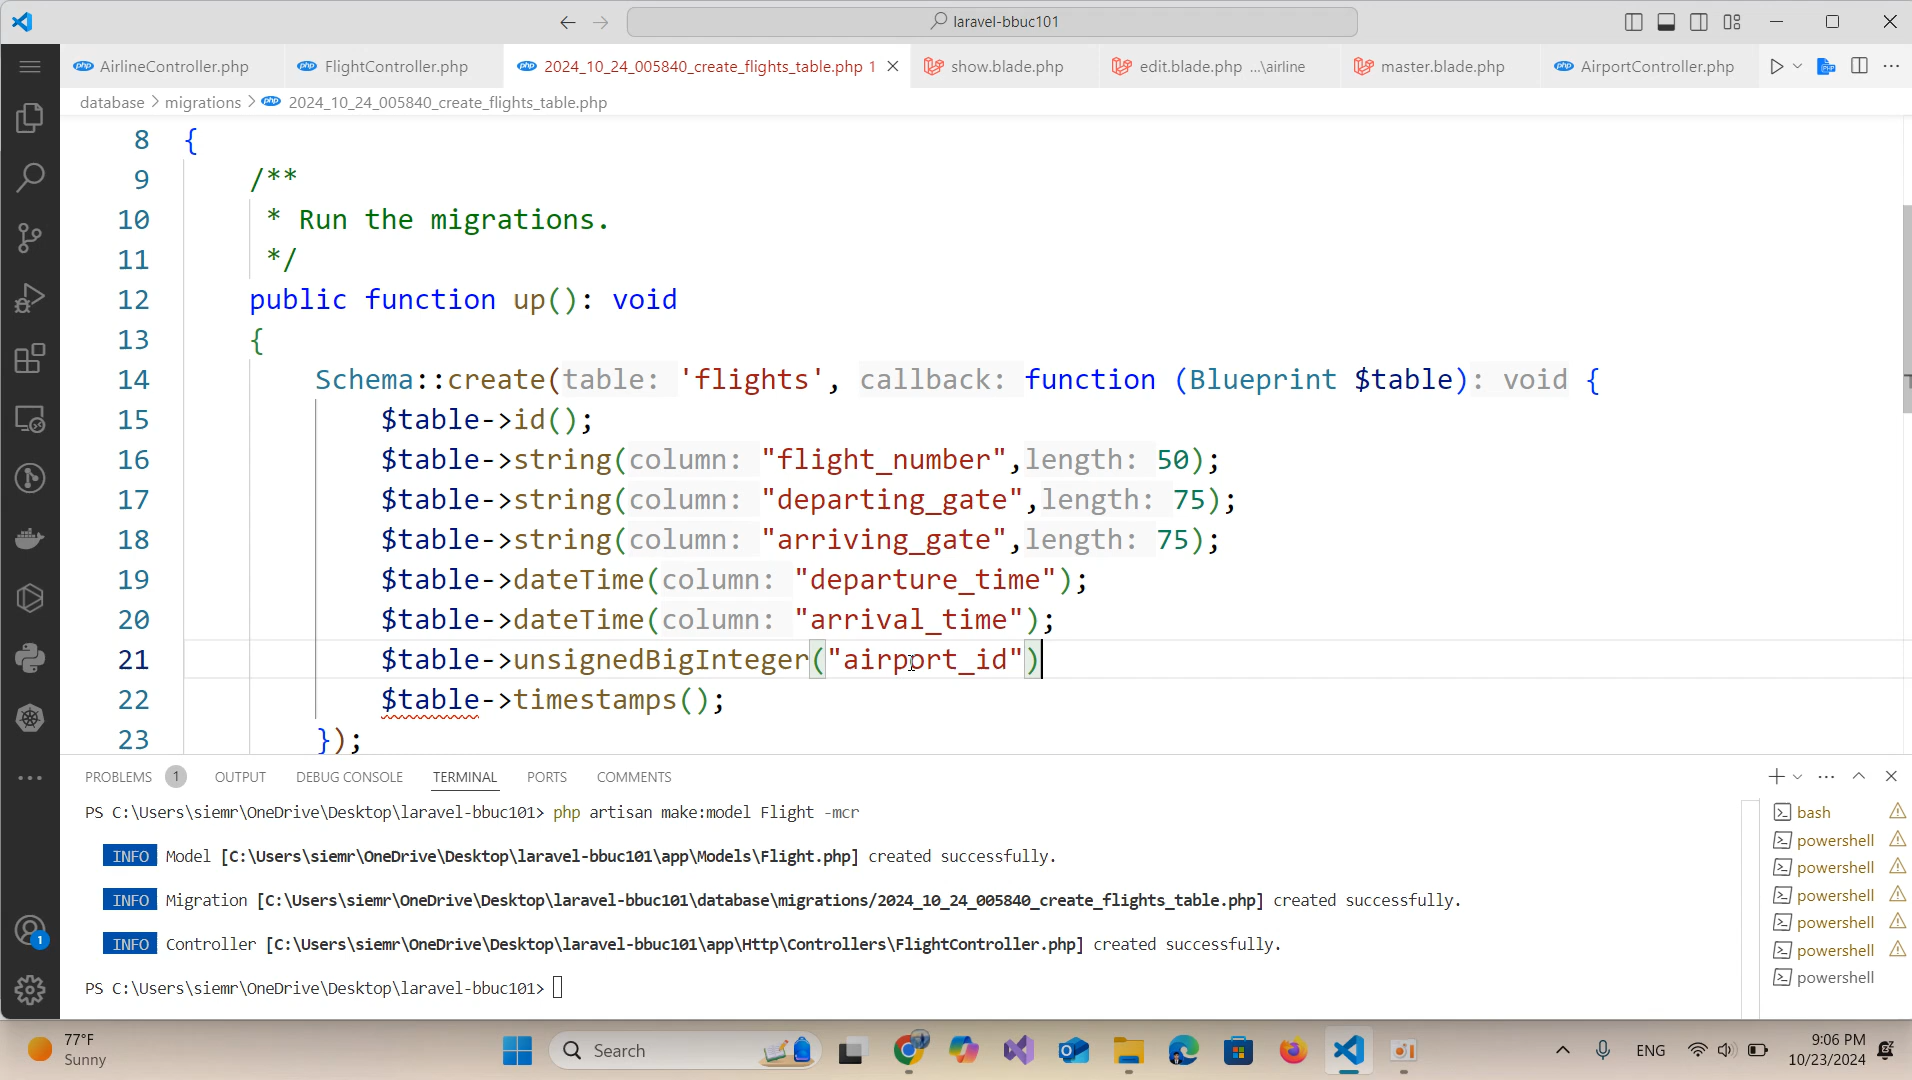 laravel-bbuc101
AirlineController.php
FlightController.php
2024_10_24_005840_create_flights_table.php 1
show.blade.php
edit.blade.php ...\airline
master.blade.php
AirportController.php
database > migrations > 2024_10_24_005840_create_flights_table.php
8 {
9 /**
10 * Run the migrations.
11 */
12 public function up(): void
13 {
14 Schema::create(table: 'flights', callback: function (Blueprint $table): void {
15 $table->id();
16 $table->string(column: "flight_number",length: 50);
17 $table->string(column: "departing_gate",length: 75);
18 $table->string(column: "arriving_gate",length: 75);
19 $table->dateTime(column: "departure_time");
20 $table->dateTime(column: "arrival_time");
21 $table->unsignedBigInteger("airport_id")
22 $table->timestamps();
23 });
PROBLEMS 1 OUTPUT DEBUG CONSOLE TERMINAL PORTS COMMENTS
PS C:\Users\siemr\OneDrive\Desktop\laravel-bbuc101> php artisan make:model Flight -mcr
INFO Model [C:\Users\siemr\OneDrive\Desktop\laravel-bbuc101\app\Models\Flight.php] created successfully.
INFO Migration [C:\Users\siemr\OneDrive\Desktop\laravel-bbuc101\database\migrations/2024_10_24_005840_create_flights_table.php] created successfully.
INFO Controller [C:\Users\siemr\OneDrive\Desktop\laravel-bbuc101\app\Http\Controllers\FlightController.php] created successfully.
PS C:\Users\siemr\OneDrive\Desktop\laravel-bbuc101>
bash
powershell
powershell
powershell
powershell
powershell
powershell
1
77°F
Sunny
Search
ENG
9:06 PM
10/23/2024